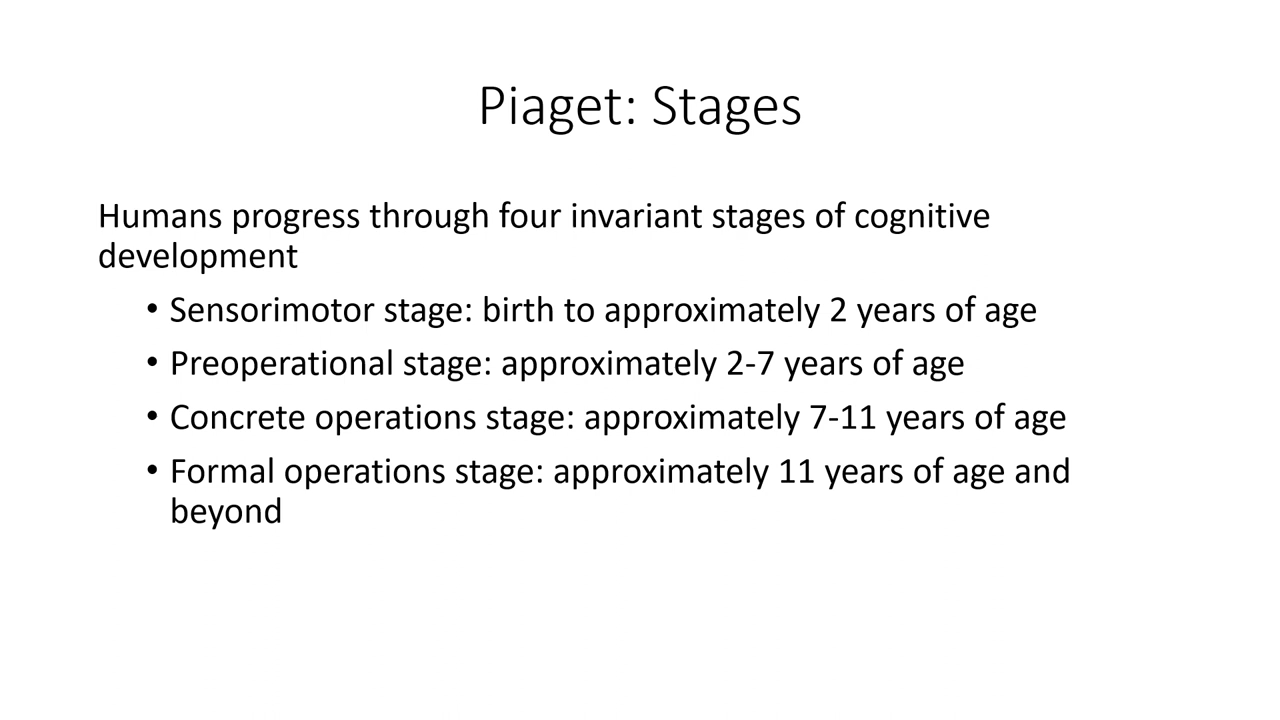 Piaget: Stages
Humans progress through four invariant stages of cognitive
development
• Sensorimotor stage: birth to approximately 2 years of age
• Preoperational stage: approximately 2-7 years of age
• Concrete operations stage: approximately 7-11 years of age
• Formal operations stage: approximately 11 years of age and
beyond